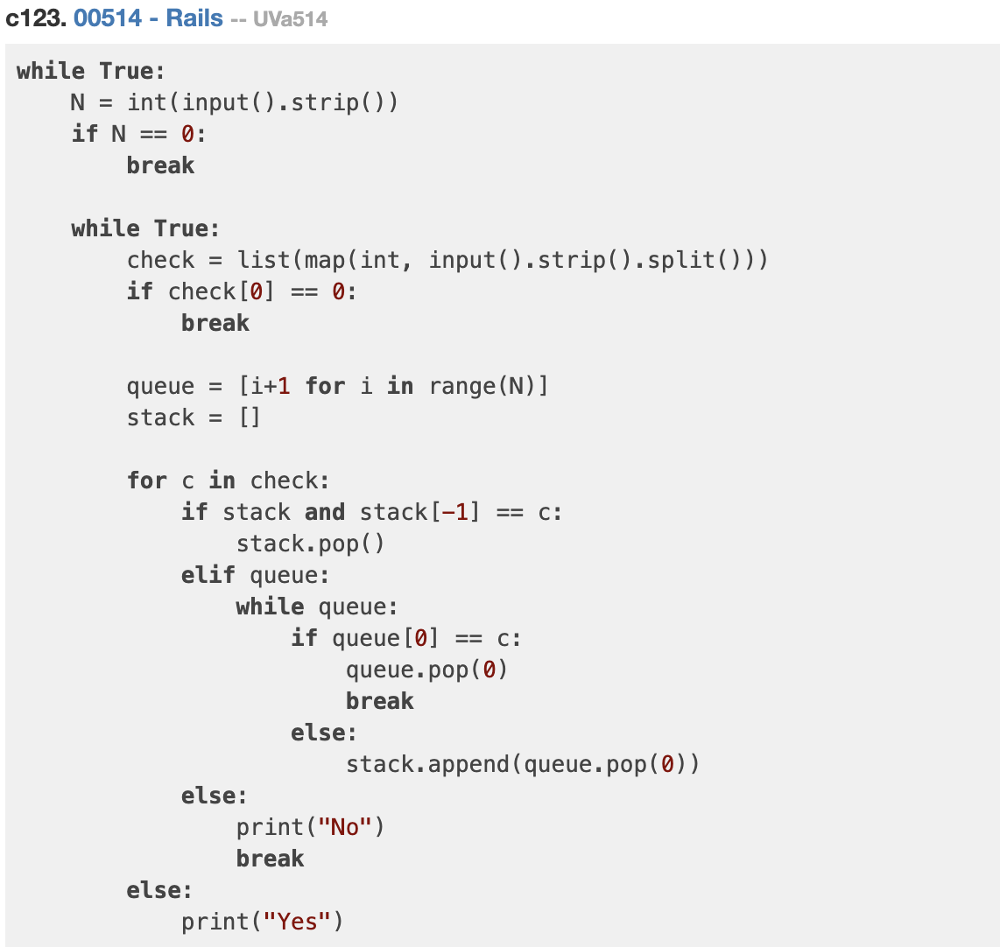 c123. 00514 - Rails -- UVa514
while True:
    N = int(input().strip())
    if N == 0:
        break

    while True:
        check = list(map(int, input().strip().split()))
        if check[0] == 0:
            break

        queue = [i+1 for i in range(N)]
        stack = []

        for c in check:
            if stack and stack[-1] == c:
                stack.pop()
            elif queue:
                while queue:
                    if queue[0] == c:
                        queue.pop(0)
                        break
                    else:
                        stack.append(queue.pop(0))
            else:
                print("No")
                break
        else:
            print("Yes")